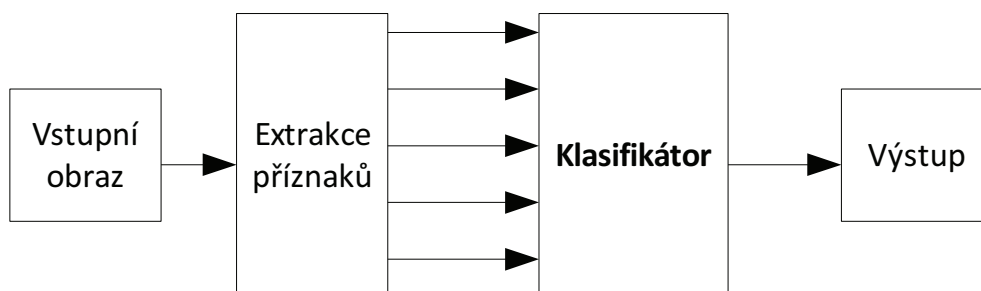 Vstupní
obraz
Extrakce
příznaků
Klasifikátor
Výstup